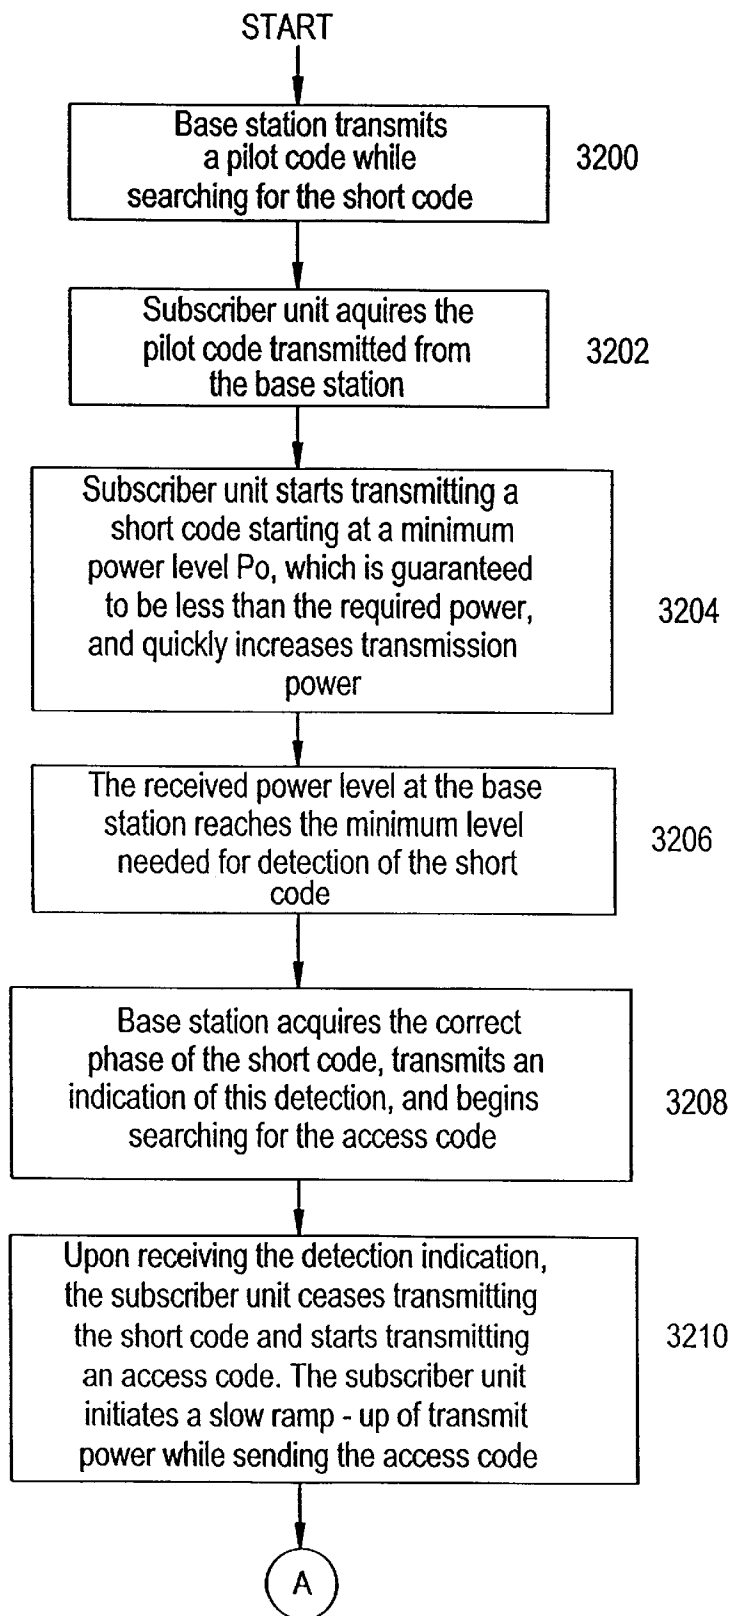 START
Base station transmits
a pilot code while
searching for the short code
3200
Subscriber unit aquires the
pilot code transmitted from
the base station
3202
Subscriber unit starts transmitting a
short code starting at a minimum
power level Po, which is guaranteed
to be less than the required power,
and quickly increases transmission
power
3204
The received power level at the base
station reaches the minimum level
needed for detection of the short
code
3206
Base station acquires the correct
phase of the short code, transmits an
indication of this detection, and begins
searching for the access code
3208
Upon receiving the detection indication,
the subscriber unit ceases transmitting
the short code and starts transmitting
an access code. The subscriber unit
initiates a slow ramp - up of transmit
power while sending the access code
3210
A